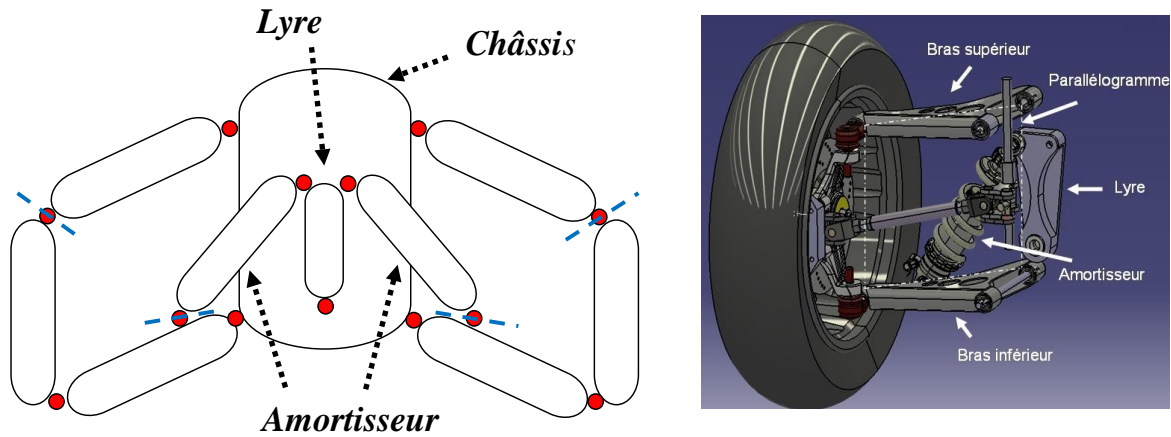 Lyre
Châssis
Amortisseur
Bras supérieur
Parallélogramme
Lyre
Amortisseur
Bras inférieur